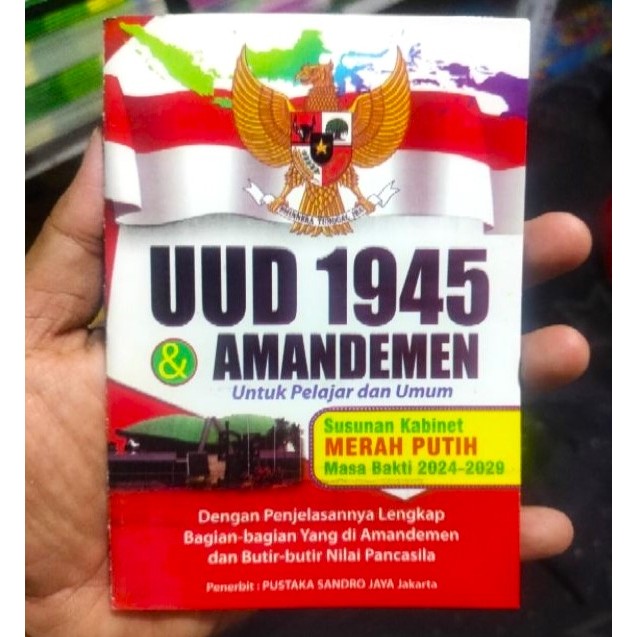 BHINNEKA TUNGGAL IKA
UUD 1945
& AMANDEMEN
Untuk Pelajar dan Umum
Susunan Kabinet
MERAH PUTIH
Masa Bakti 2024-2029
Dengan Penjelasannya Lengkap
Bagian-bagian Yang di Amandemen
dan Butir-butir Nilai Pancasila
Penerbit : PUSTAKA SANDRO JAYA Jakarta